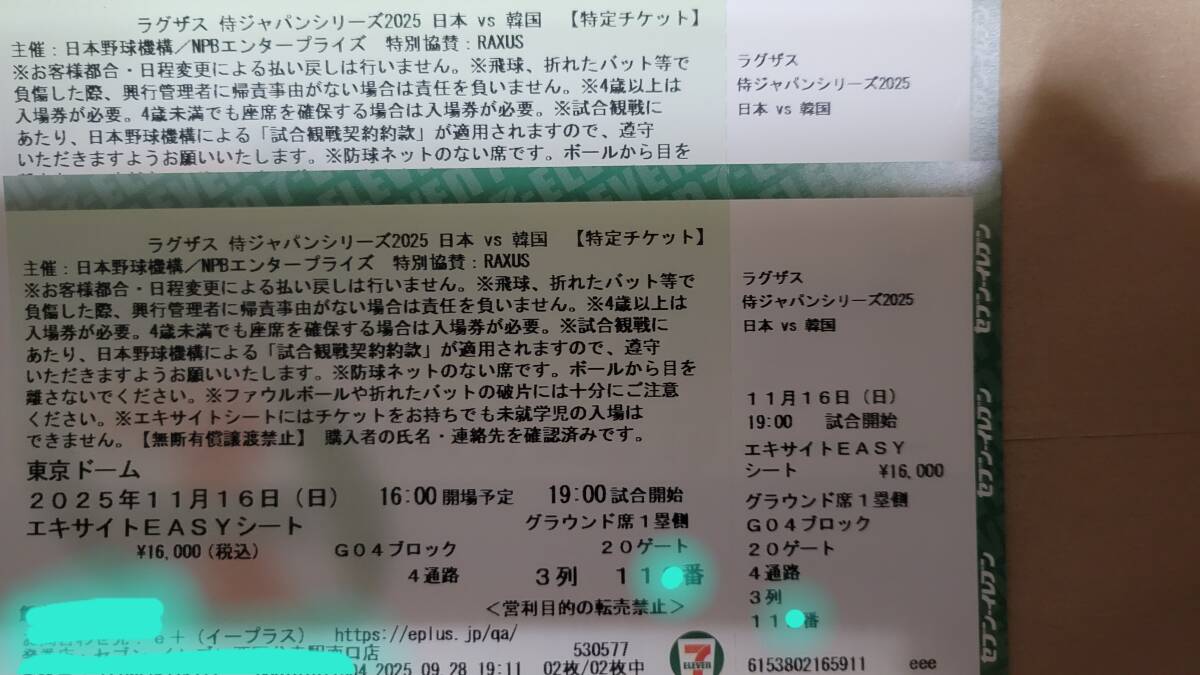 ラグザス 侍ジャパンシリーズ2025 日本 vs 韓国 【特定チケット】
主催：日本野球機構／NPBエンタープライズ 特別協賛：RAXUS
※お客様都合・日程変更による払い戻しは行いません。※飛球、折れたバット等で
負傷した際、興行管理者に帰責事由がない場合は責任を負いません。※4歳以上は
入場券が必要。4歳未満でも座席を確保する場合は入場券が必要。※試合観戦に
あたり、日本野球機構による「試合観戦契約約款」が適用されますので、遵守
いただきますようお願いいたします。※防球ネットのない席です。ボールから目を
ラグザス
侍ジャパンシリーズ2025
日本 vs 韓国
ラグザス 侍ジャパンシリーズ2025 日本 vs 韓国 【特定チケット】
主催：日本野球機構／NPBエンタープライズ 特別協賛：RAXUS
※お客様都合・日程変更による払い戻しは行いません。※飛球、折れたバット等で
負傷した際、興行管理者に帰責事由がない場合は責任を負いません。※4歳以上は
入場券が必要。4歳未満でも座席を確保する場合は入場券が必要。※試合観戦に
あたり、日本野球機構による「試合観戦契約約款」が適用されますので、遵守
いただきますようお願いいたします。※防球ネットのない席です。ボールから目を
離さないでください。※ファウルボールや折れたバットの破片には十分にご注意
ください。※エキサイトシートにはチケットをお持ちでも未就学児の入場は
できません。【無断有償譲渡禁止】 購入者の氏名・連絡先を確認済みです。
東京ドーム
２０２５年１１月１６日（日） 16:00 開場予定 19:00 試合開始
エキサイトＥＡＳＹシート グラウンド席１塁側
¥16,000（税込） Ｇ０４ブロック ２０ゲート
４通路 ３列 １１ 番
＜営利目的の転売禁止＞
e＋（イープラス） https://eplus.jp/qa/
530577
2025 09 28 19:11 02枚/02枚中
7 ELEVEN
ラグザス
侍ジャパンシリーズ2025
日本 vs 韓国
１１月１６日（日）
19:00 試合開始
エキサイトＥＡＳＹ
シート ¥16,000
グラウンド席１塁側
Ｇ０４ブロック
２０ゲート
４通路
３列
１１ 番
6153802165911 eee
セブン-イレブン
セブン-イレブン
セブン-イレブン